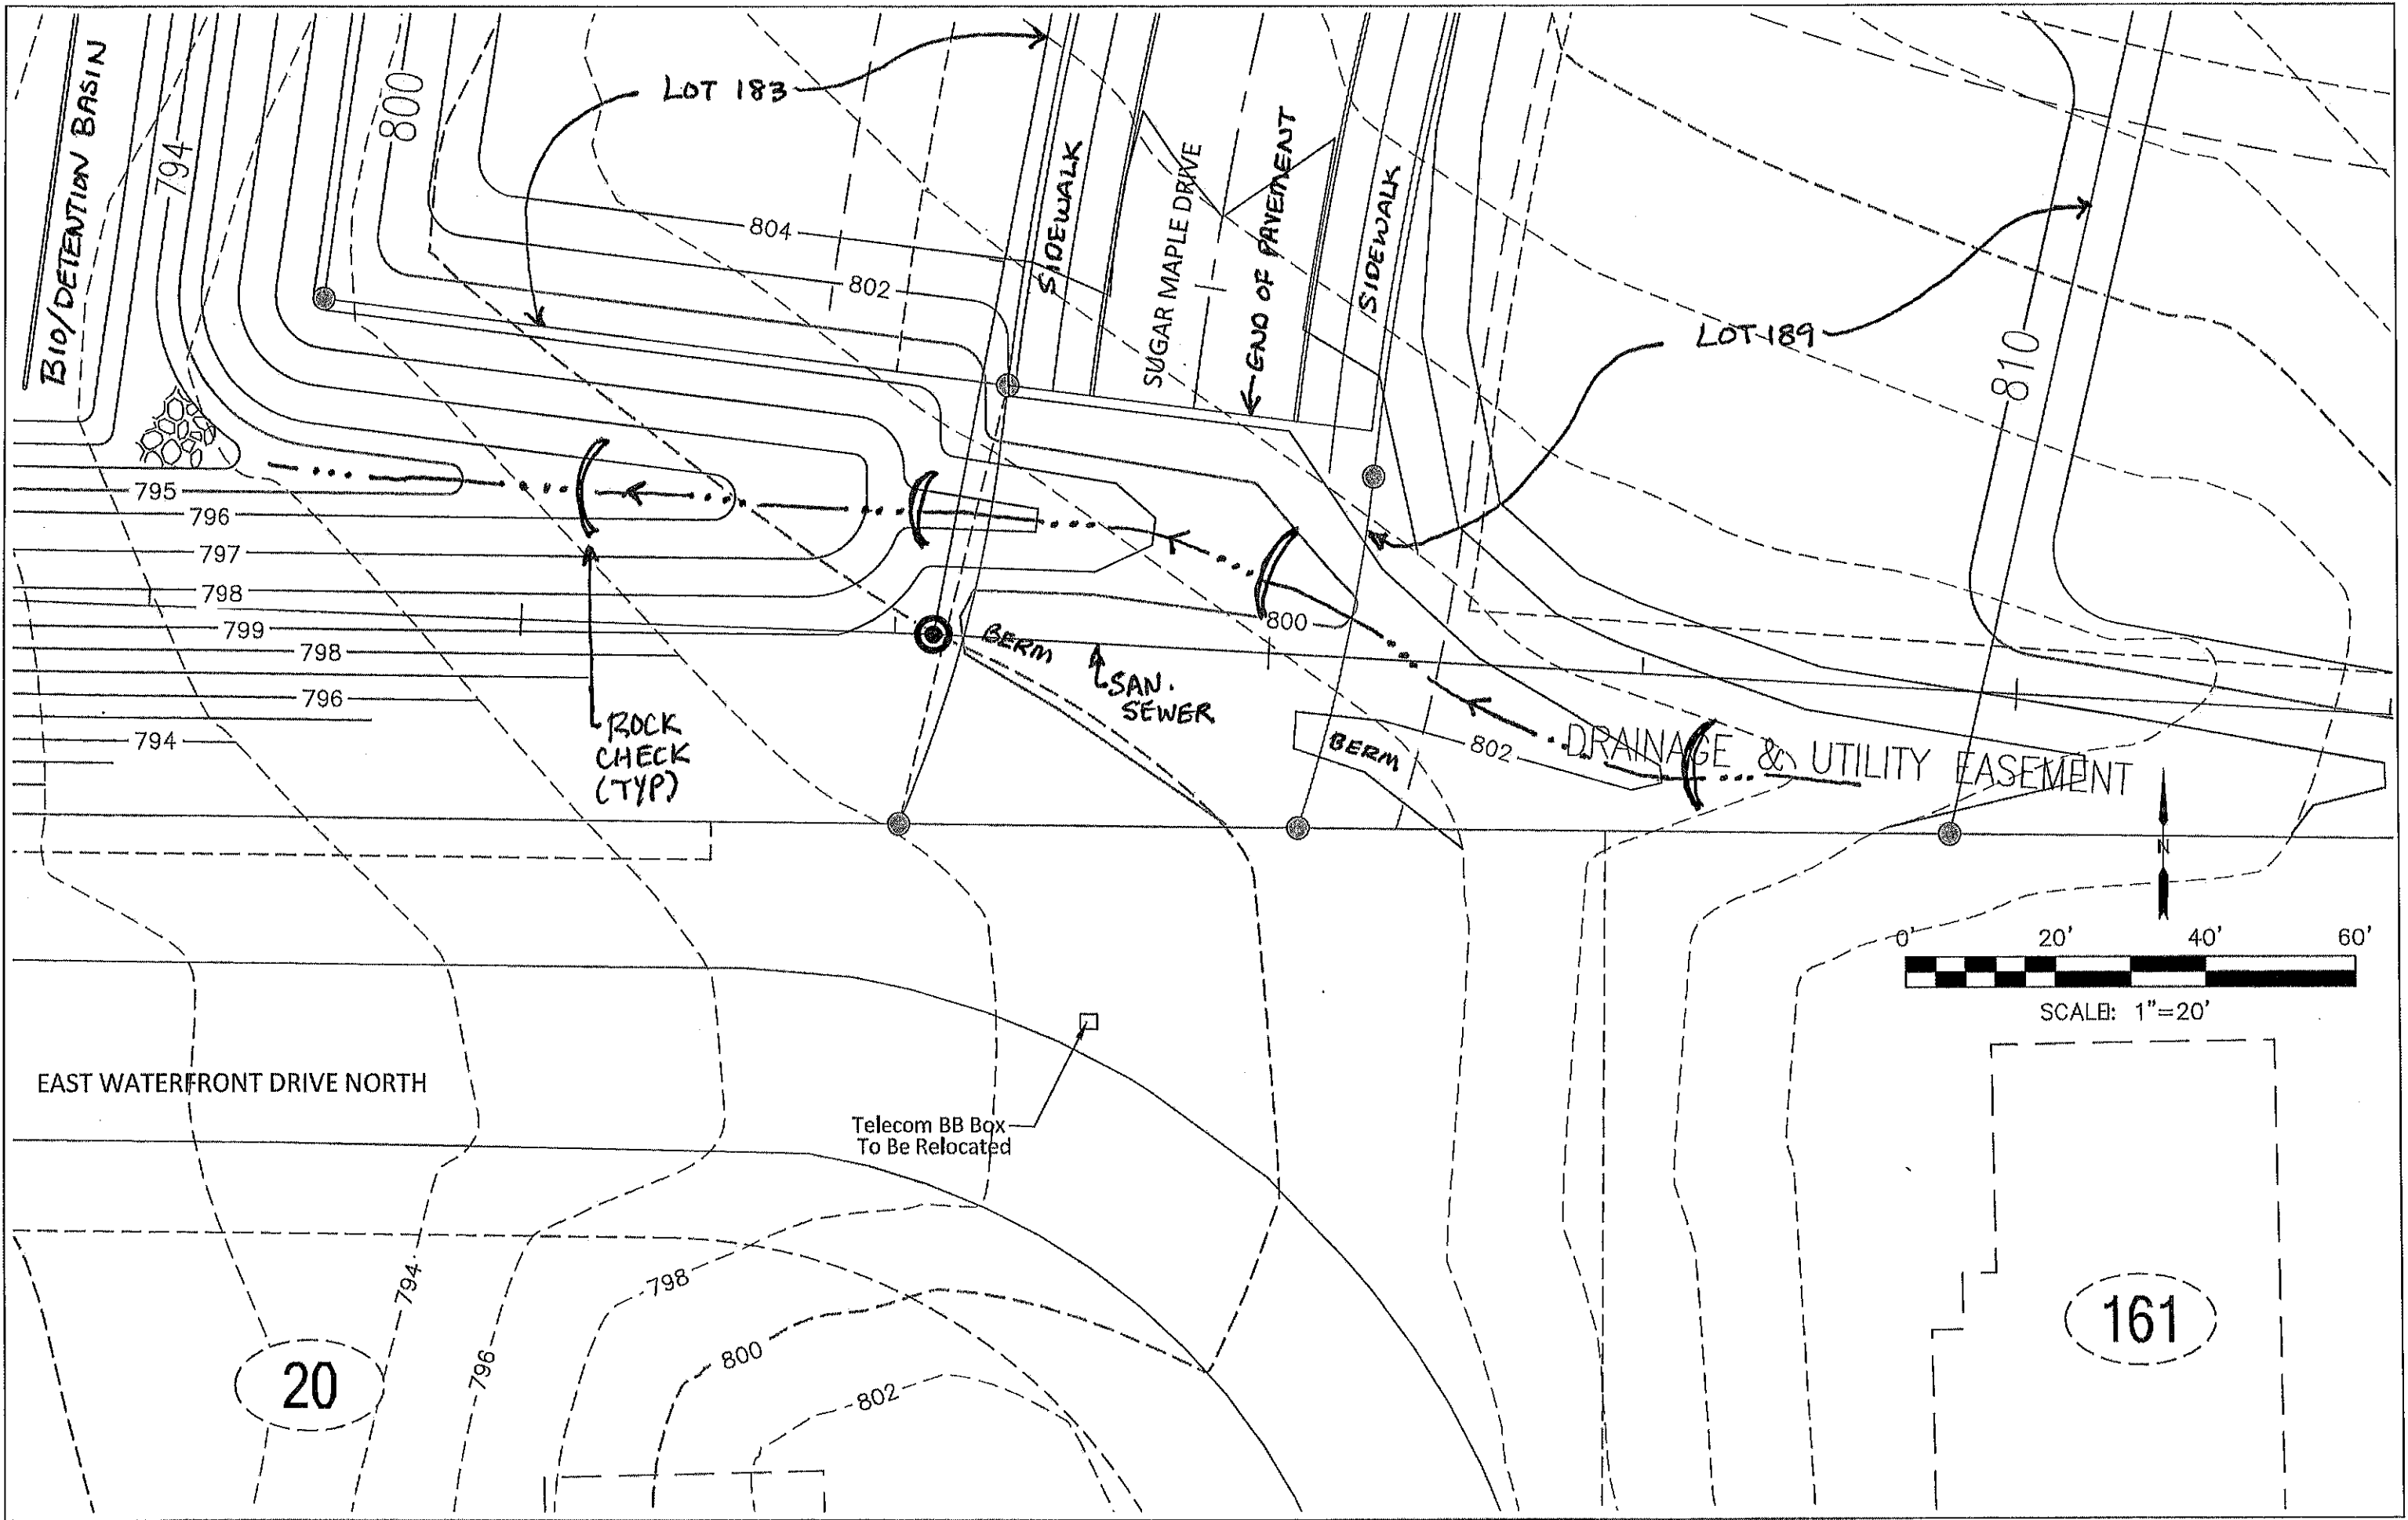 BIO/DETENTION BASIN
794
800
LOT 183
804
802
SIDEWALK
SUGAR MAPLE DRIVE
END OF PAVEMENT
SIDEWALK
LOT 189
810
795
796
797
798
799
798
796
794
ROCK
CHECK
(TYP)
BERM
SAN.
SEWER
800
BERM
802
DRAINAGE & UTILITY EASEMENT
N
0' 20' 40' 60'
SCALE: 1"=20'
EAST WATERFRONT DRIVE NORTH
Telecom BB Box
To Be Relocated
794
796
798
800
802
20
161